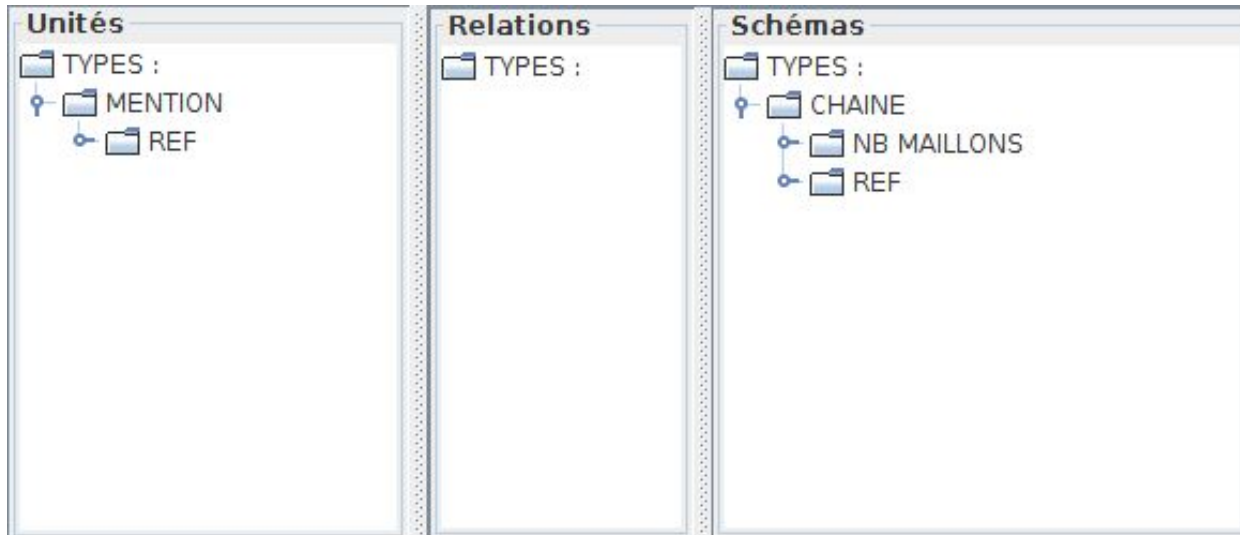 Unités
TYPES :
MENTION
REF
Relations
TYPES :
Schémas
TYPES :
CHAINE
NB MAILLONS
REF